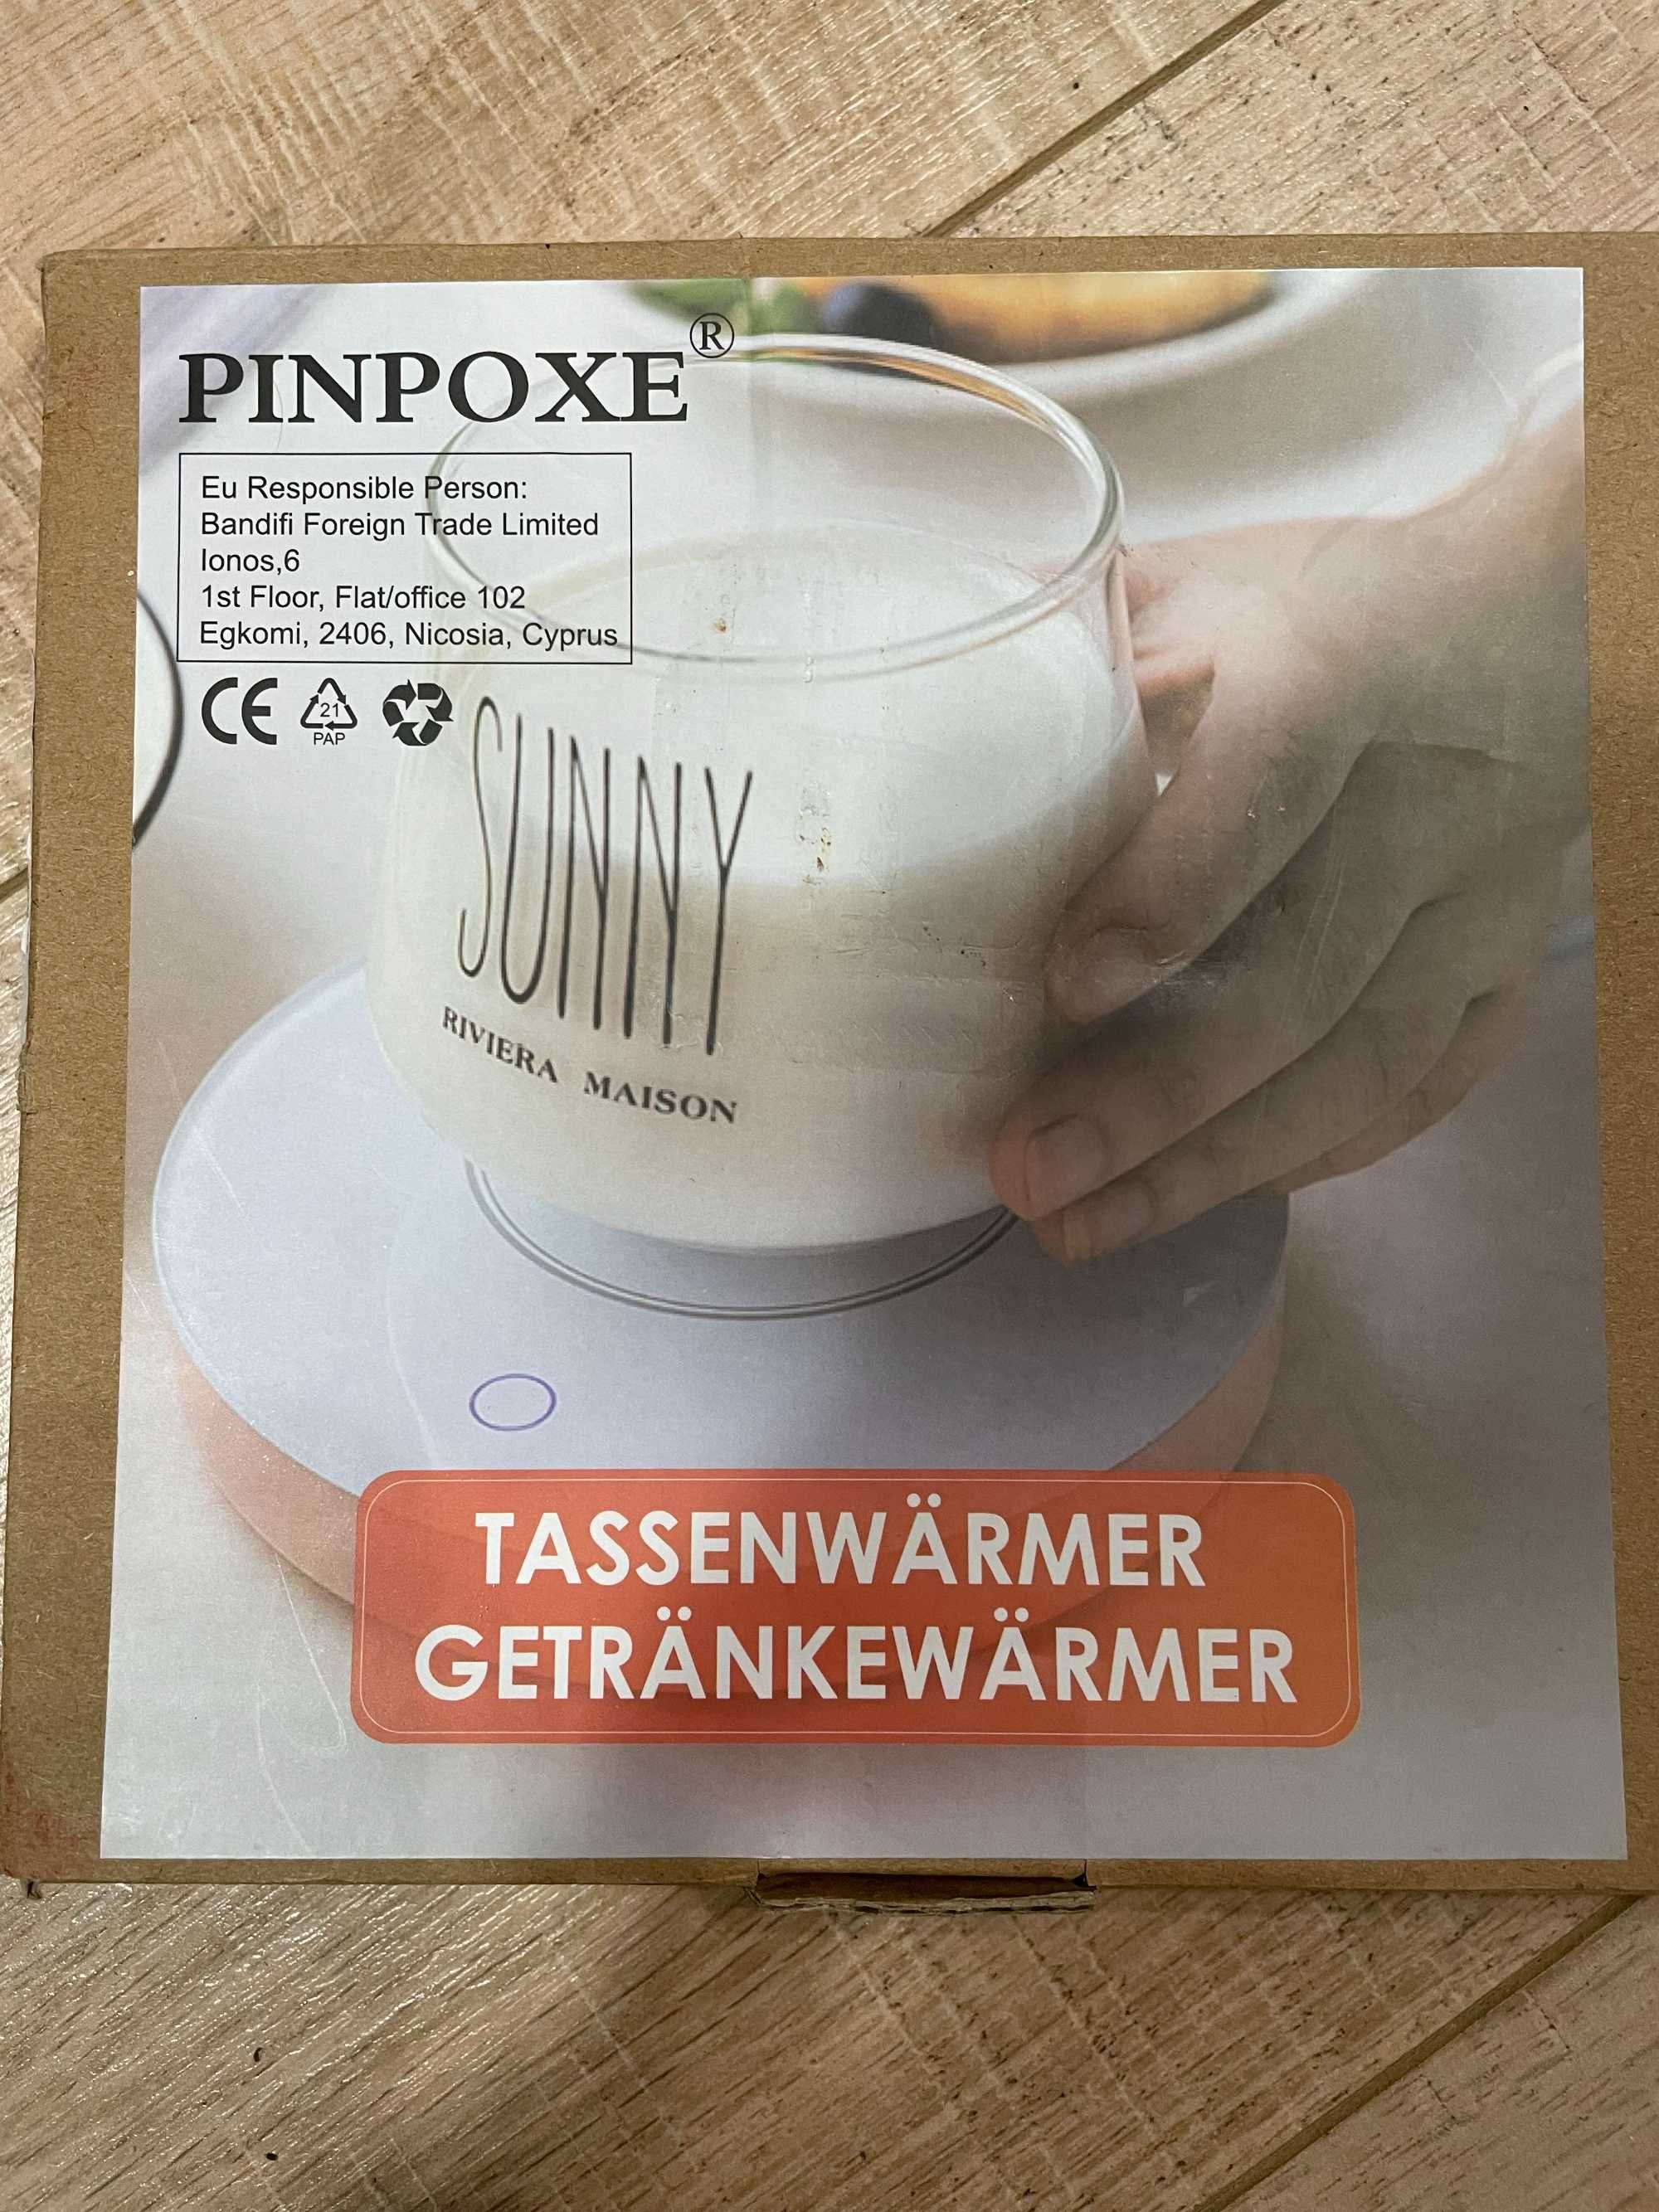 PINPOXE®
Eu Responsible Person:
Bandifi Foreign Trade Limited
Ionos,6
1st Floor, Flat/office 102
Egkomi, 2406, Nicosia, Cyprus
CE
21
PAP
SUNNY
RIVIERA MAISON
TASSENWÄRMER
GETRÄNKEWÄRMER